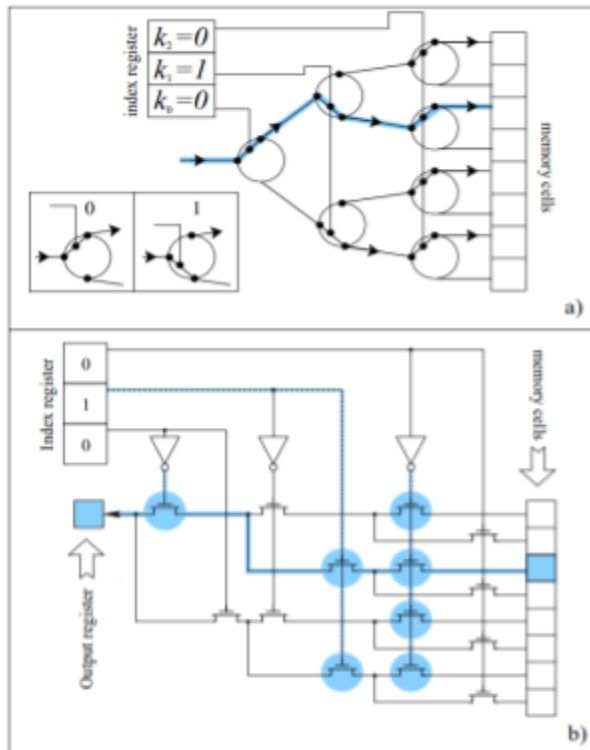 index register
k₂=0
k₁=1
k₀=0
memory cells
0
1
a)
Index register
0
1
0
memory cells
Output register
b)